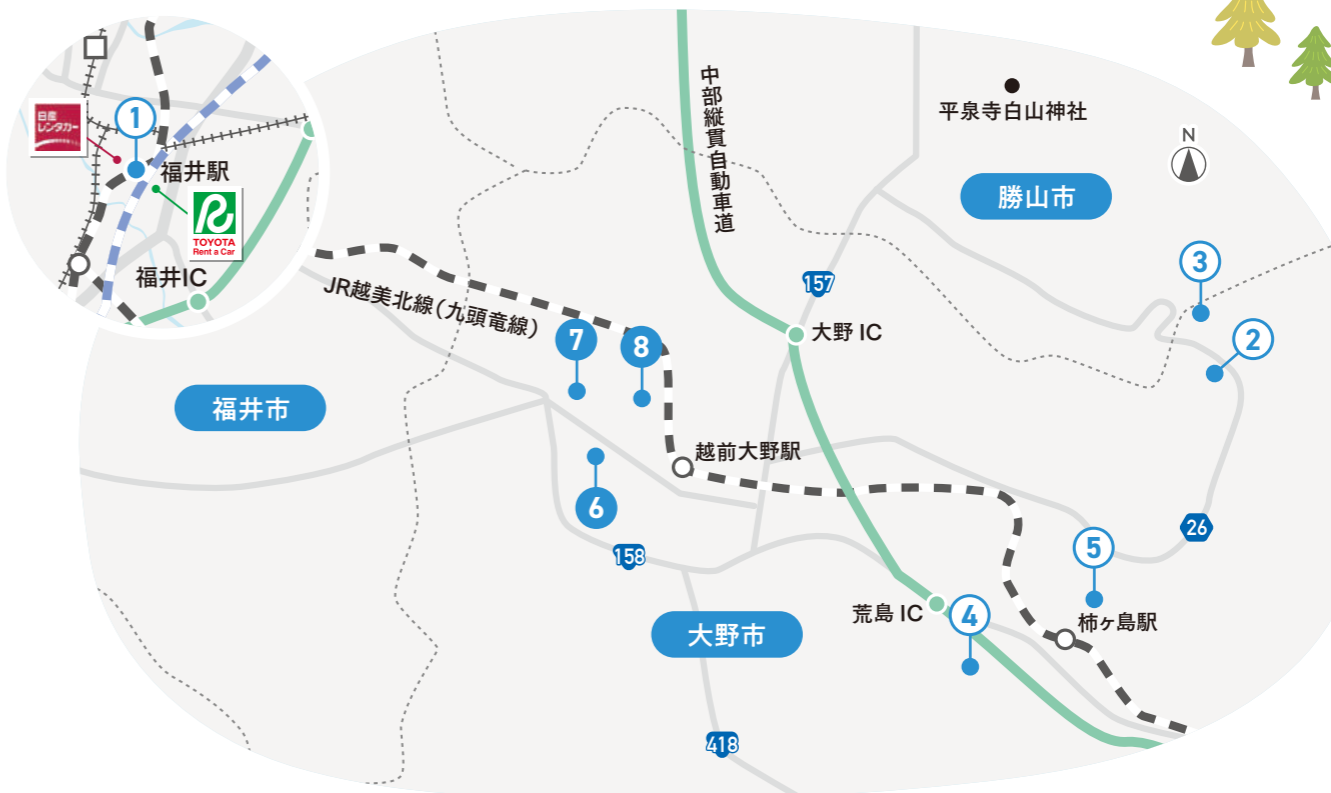 日産
レンタカー
1
福井駅
TOYOTA
Rent a Car
福井IC
中部縦貫自動車道
平泉寺白山神社
N
勝山市
3
157
JR越美北線(九頭竜線)
大野 IC
2
7
8
福井市
越前大野駅
6
26
158
5
荒島 IC
4
柿ヶ島駅
大野市
418